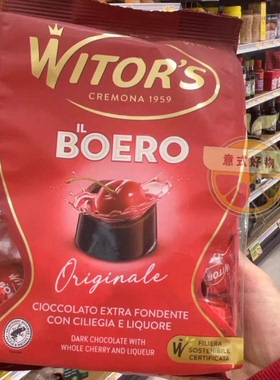 WITOR'S
CREMONA 1959
IL
BOERO
意式好物
Originale
CIOCCOLATO EXTRA FONDENTE
CON CILIEGIA E LIQUORE
DARK CHOCOLATE WITH
WHOLE CHERRY AND LIQUEUR
W
FILIERA
SOSTENIBILE
CERTIFICATA